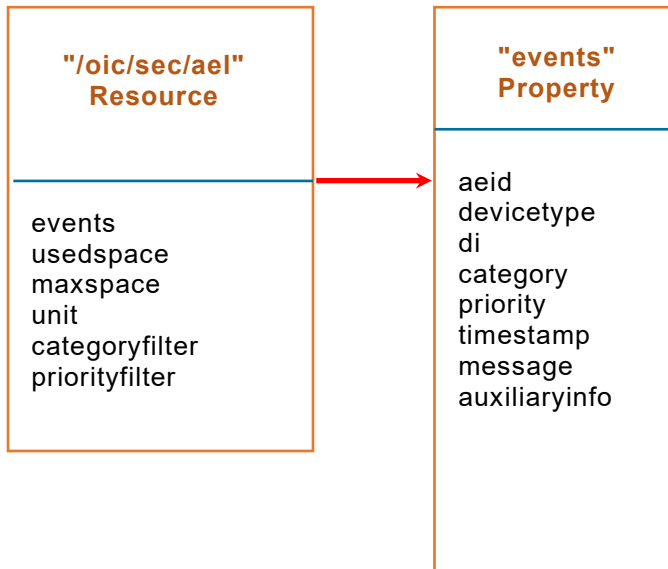 "/oic/sec/ael"
Resource
events
usedspace
maxspace
unit
categoryfilter
priorityfilter
"events"
Property
aeid
devicetype
di
category
priority
timestamp
message
auxiliaryinfo